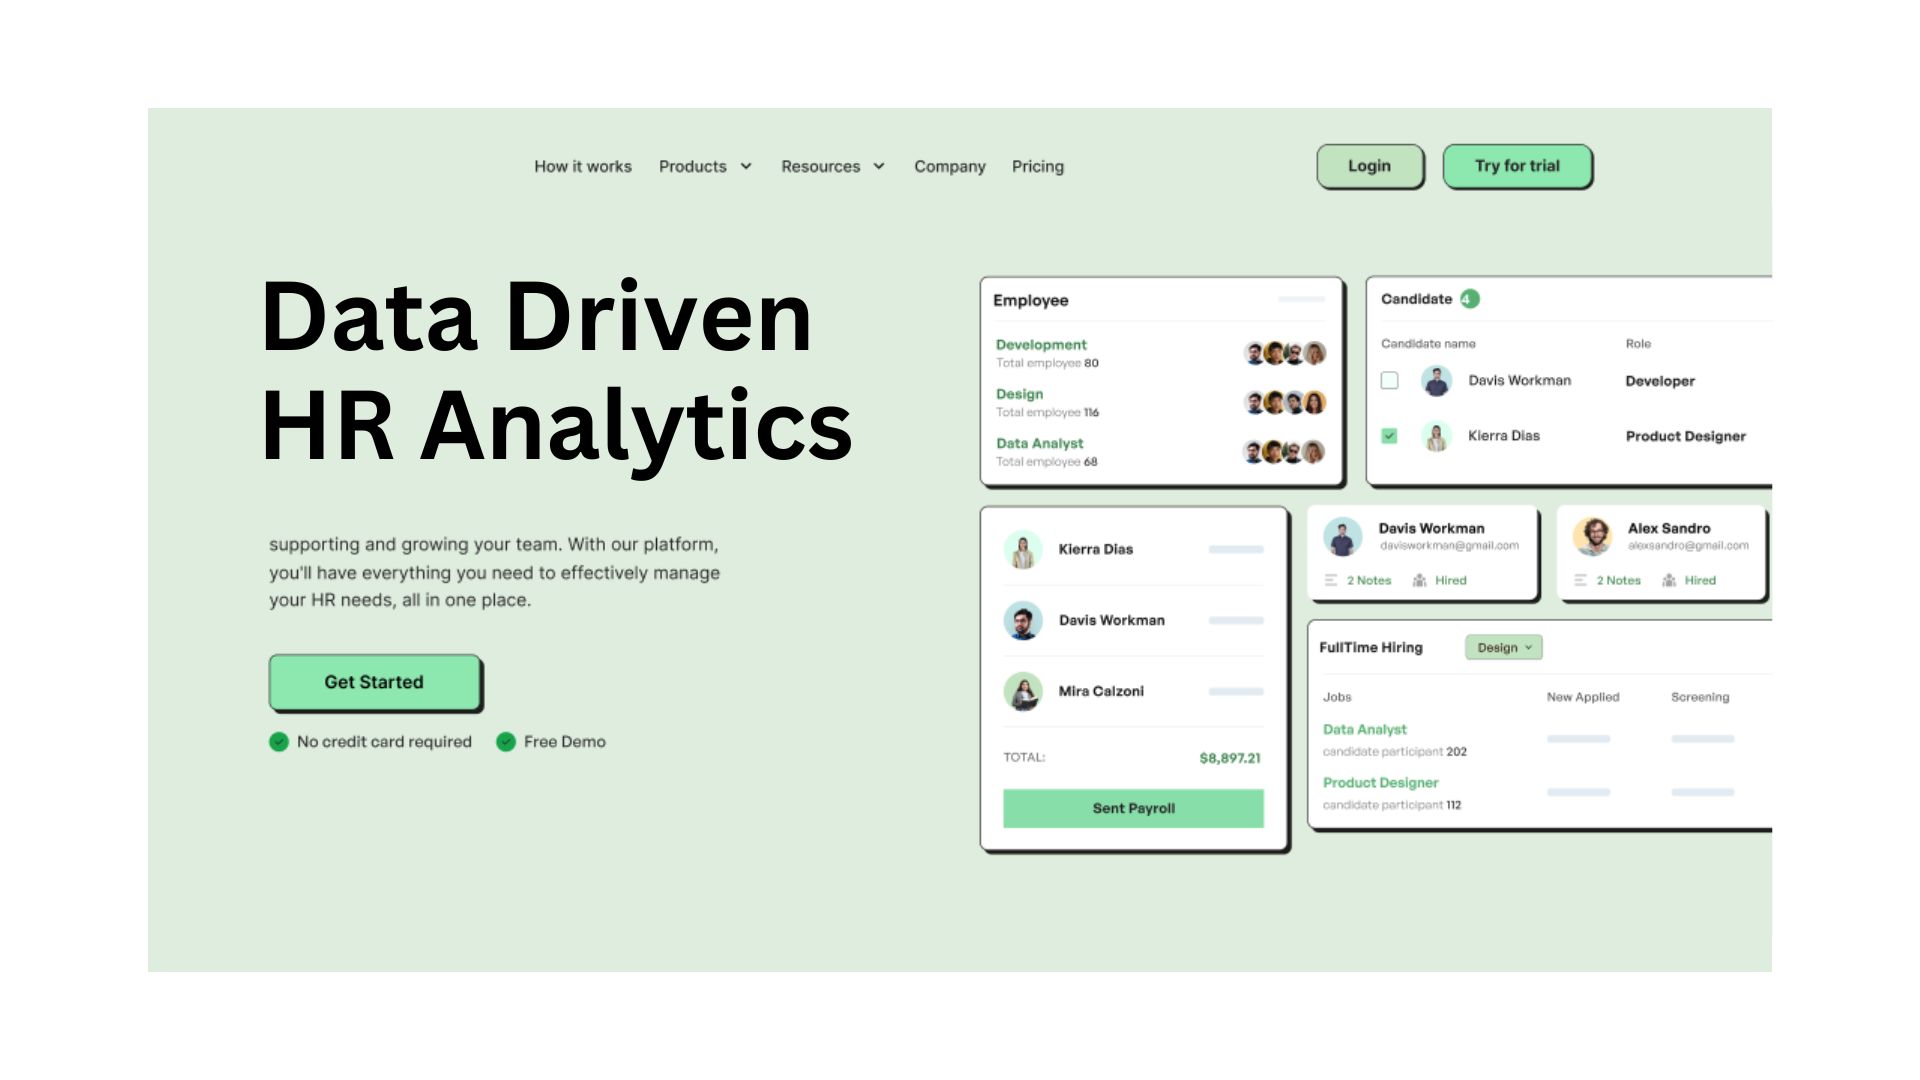 How it works Products Resources Company Pricing Login Try for trial
Data Driven
HR Analytics
supporting and growing your team. With our platform,
you'll have everything you need to effectively manage
your HR needs, all in one place.
Get Started
No credit card required Free Demo
Employee
Development
Total employee 80
Design
Total employee 116
Data Analyst
Total employee 68
Candidate 4
Candidate name Role
Davis Workman Developer
Kierra Dias Product Designer
Kierra Dias
Davis Workman
Mira Calzoni
TOTAL: $8,897.21
Sent Payroll
Davis Workman
davisworkman@gmail.com
2 Notes Hired
Alex Sandro
alexsandro@gmail.com
2 Notes Hired
FullTime Hiring Design
Jobs New Applied Screening
Data Analyst
candidate participant 202
Product Designer
candidate participant 112